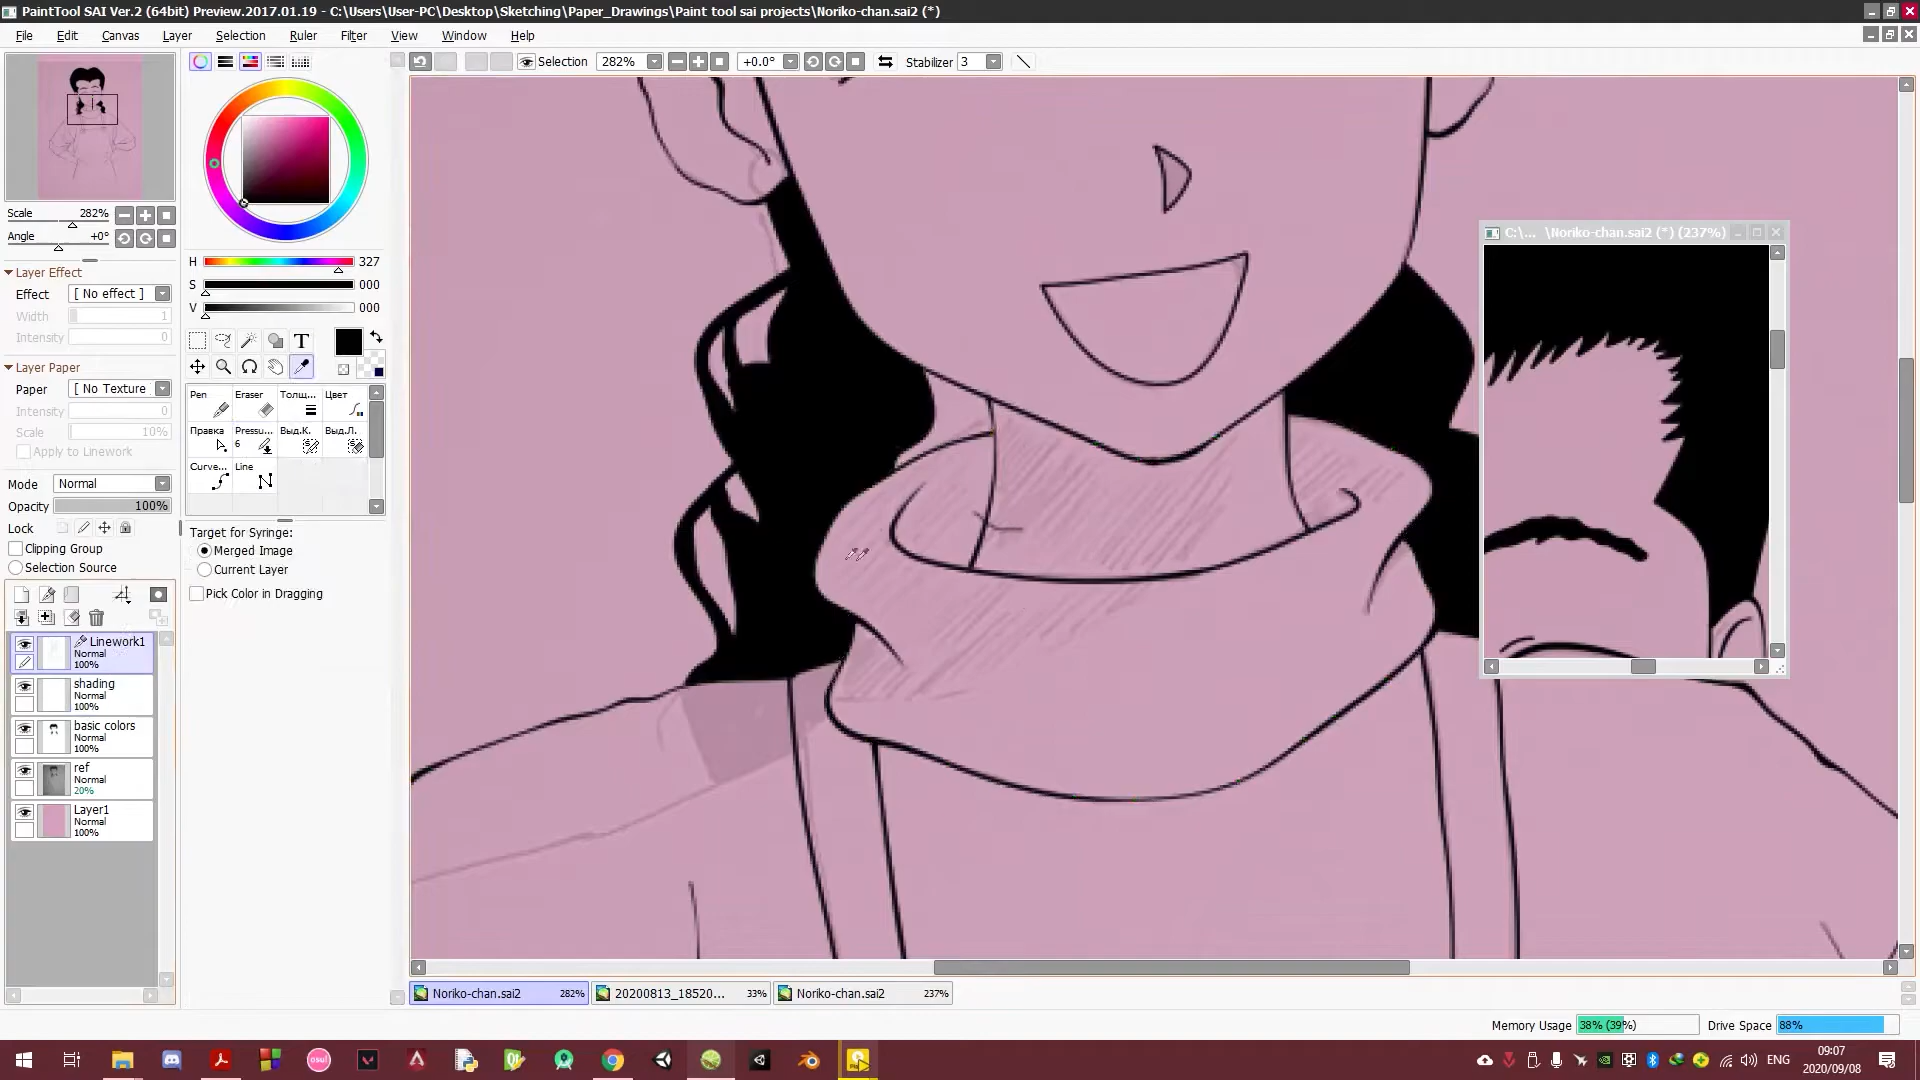 PaintTool SAI Ver.2 (64bit) Preview.2017.01.19 - C:\Users\User-PC\Desktop\Sketching\Paper_Drawings\Paint tool sai projects\Noriko-chan.sai2 (*)
File Edit Canvas Layer Selection Ruler Filter View Window Help
Selection 282% +0.0° Stabilizer 3
Scale 282%
Angle +0°
Layer Effect
Effect [ No effect ]
Width 1
Intensity 0
Layer Paper
Paper [ No Texture
Intensity 0
Scale 10%
Apply to Linework
Mode Normal
Opacity 100%
Lock
Clipping Group
Selection Source
Linework1
Normal
100%
shading
Normal
100%
basic colors
Normal
100%
ref
Normal
20%
Layer1
Normal
100%
H 327
S 000
V 000
T
Pen Eraser Толщ... Цвет
Правка Pressu... Выд.К. Выд.Л.
6
Curve... Line
Target for Syringe:
Merged Image
Current Layer
Pick Color in Dragging
C:\... \Noriko-chan.sai2 (*) (237%)
Noriko-chan.sai2 282% 20200813_18520... 33% Noriko-chan.sai2 237%
Memory Usage 38% (39%) Drive Space 88%
osu!
ENG
09:07
2020/09/08